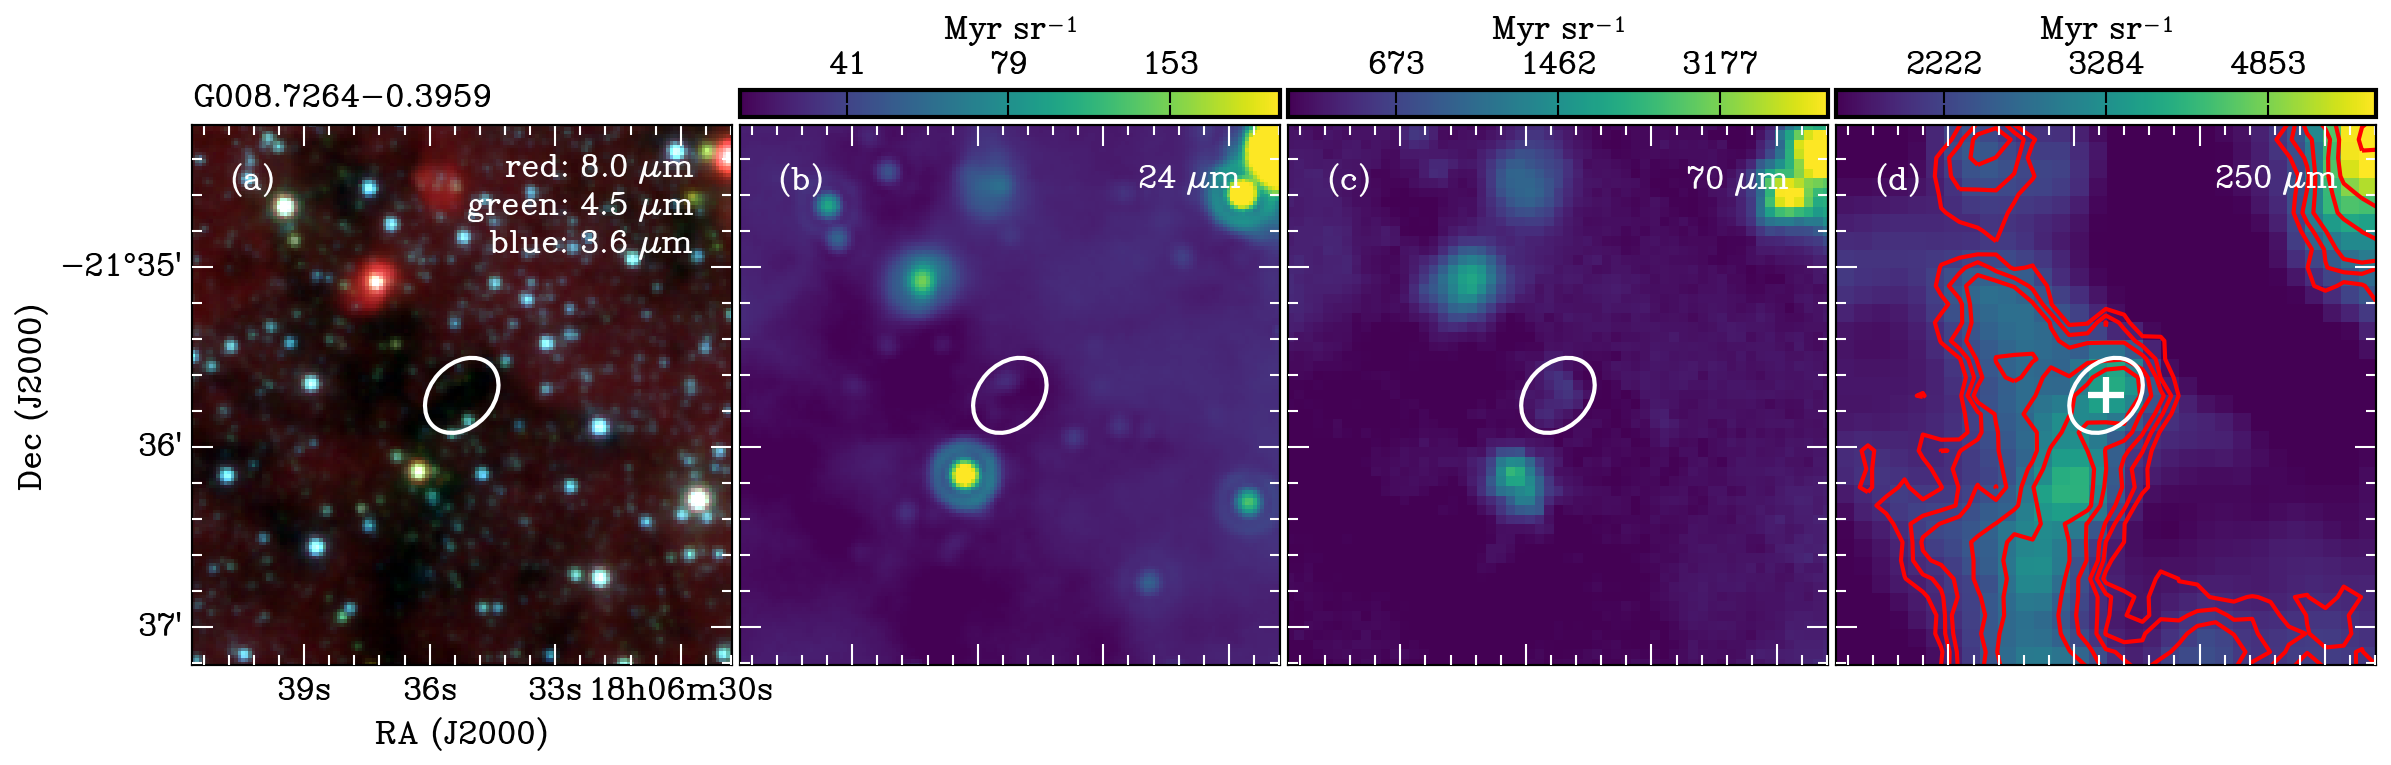 Myr sr⁻¹
41 79 153
Myr sr⁻¹
673 1462 3177
Myr sr⁻¹
2222 3284 4853
G008.7264−0.3959
(a)
red: 8.0 μm
green: 4.5 μm
blue: 3.6 μm
(b)
24 μm
(c)
70 μm
(d)
250 μm
Dec (J2000)
−21°35'
36'
37'
39s 36s 33s 18h06m30s
RA (J2000)